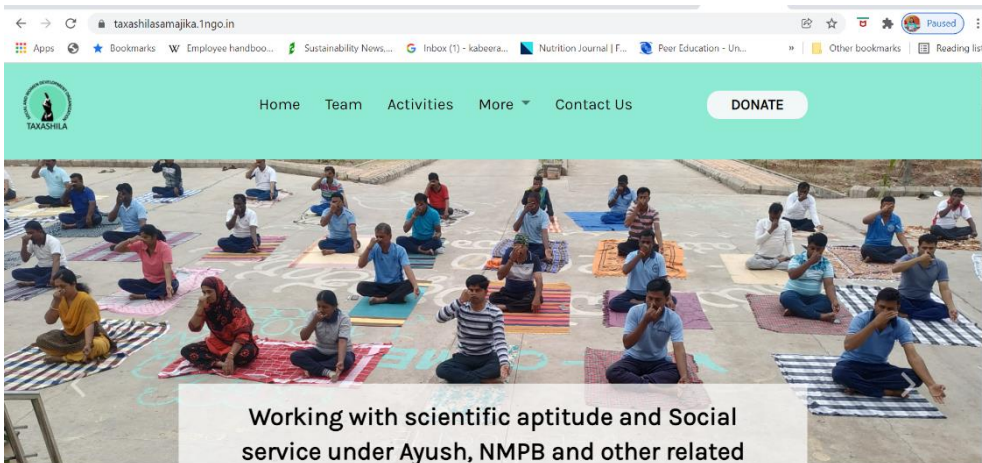 taxashilasamajika.1ngo.in
Paused
Apps
Bookmarks
Employee handboo...
Sustainability News,...
Inbox (1) - kabeera...
Nutrition Journal | F...
Peer Education - Un...
»
Other bookmarks
Reading list
TAXASHILA
Home
Team
Activities
More
Contact Us
DONATE
Working with scientific aptitude and Social
service under Ayush, NMPB and other related